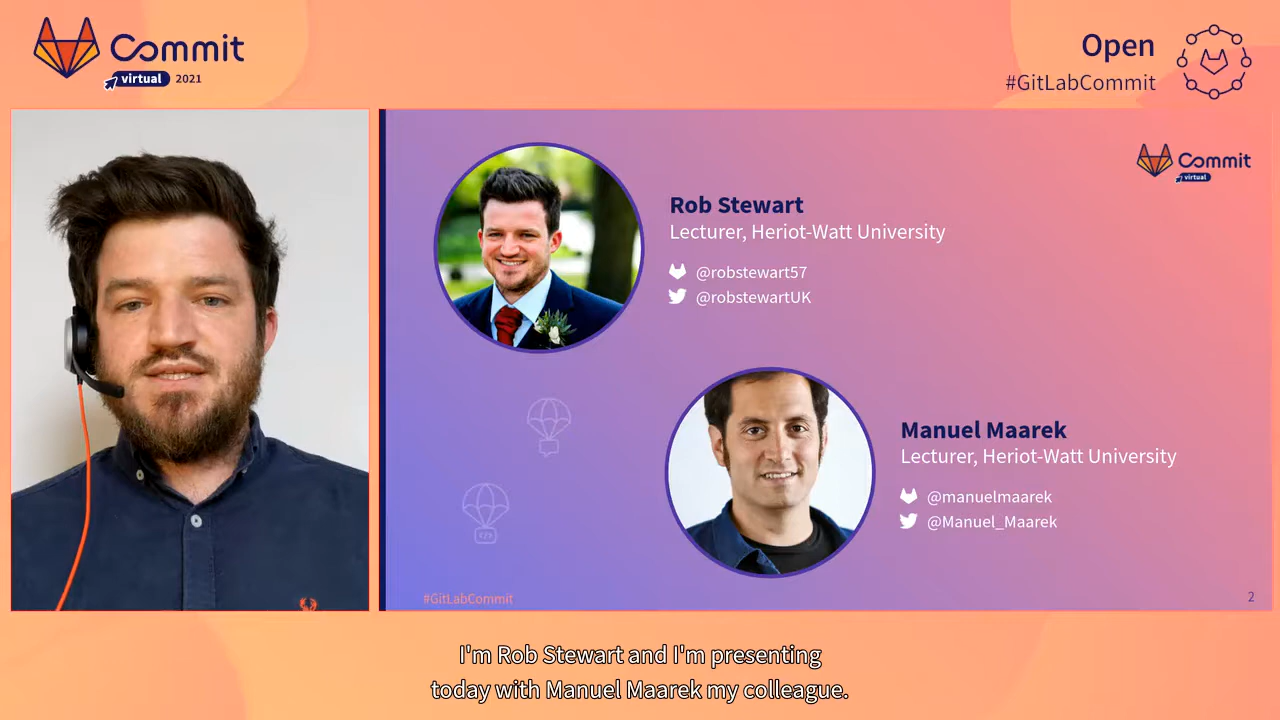 Commit
virtual 2021
Open
#GitLabCommit
Commit
virtual
Rob Stewart
Lecturer, Heriot-Watt University
@robstewart57
@robstewartUK
Manuel Maarek
Lecturer, Heriot-Watt University
@manuelmaarek
@Manuel_Maarek
</>
#GitLabCommit
2
I'm Rob Stewart and I'm presenting
today with Manuel Maarek my colleague.